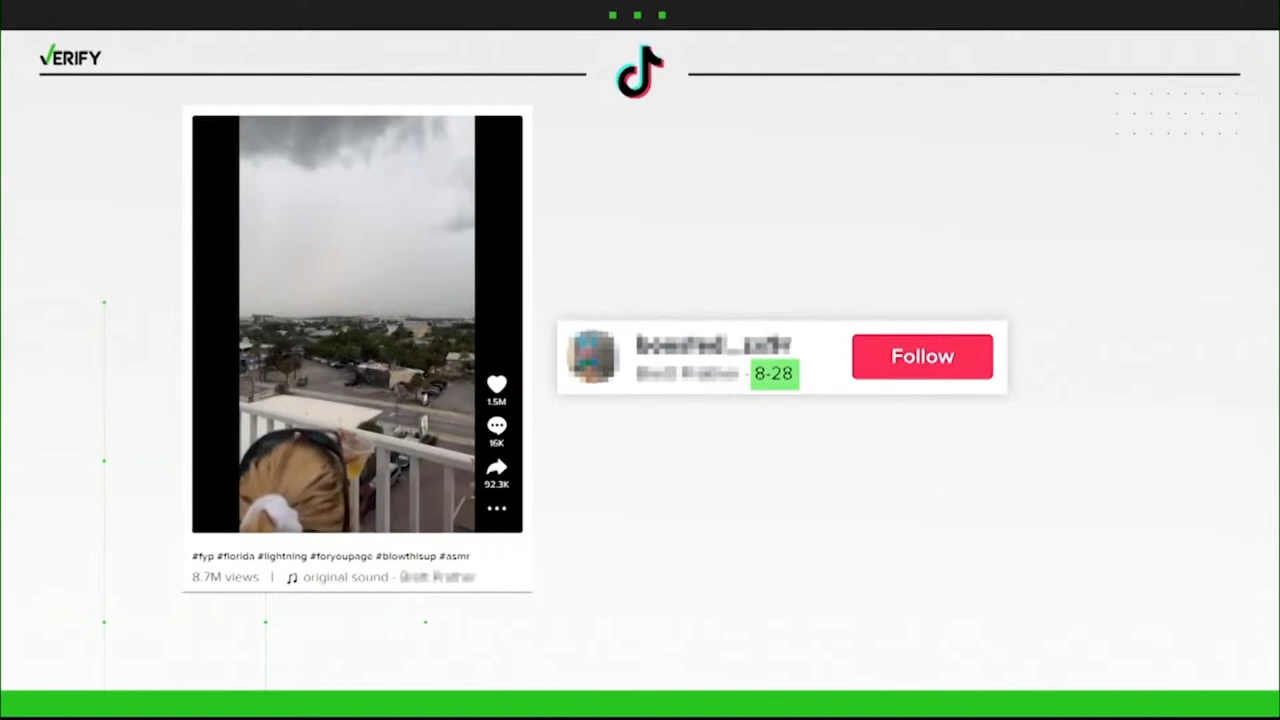 VERIFY
1.5M
16K
92.3K
#fyp #florida #lightning #foryoupage #blowthisup #asmr
8.7M views | original sound -
· 8-28
Follow